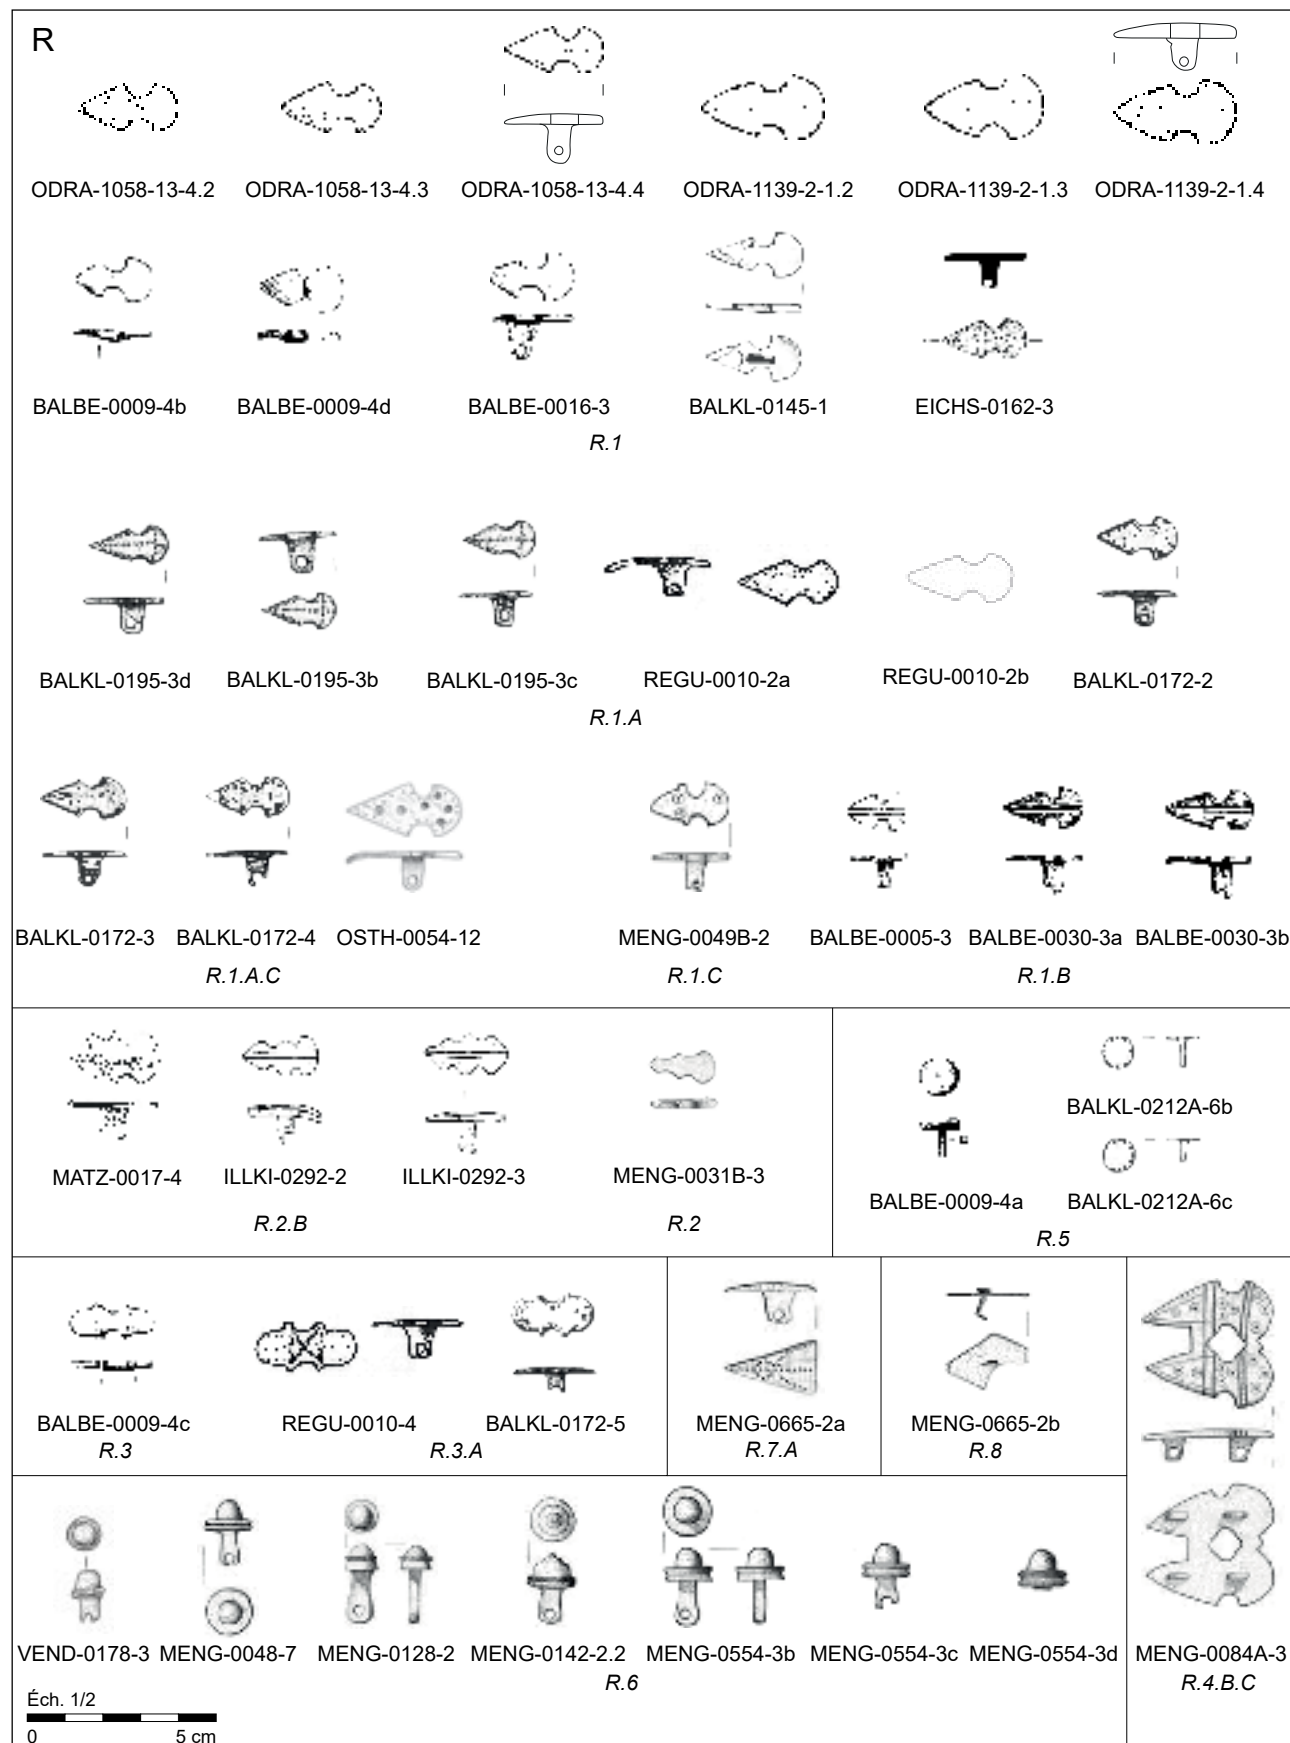 R
ODRA-1058-13-4.2 ODRA-1058-13-4.3 ODRA-1058-13-4.4 ODRA-1139-2-1.2 ODRA-1139-2-1.3 ODRA-1139-2-1.4
BALBE-0009-4b BALBE-0009-4d BALBE-0016-3 BALKL-0145-1 EICHS-0162-3
R.1
BALKL-0195-3d BALKL-0195-3b BALKL-0195-3c REGU-0010-2a REGU-0010-2b BALKL-0172-2
R.1.A
BALKL-0172-3 BALKL-0172-4 OSTH-0054-12 MENG-0049B-2 BALBE-0005-3 BALBE-0030-3a BALBE-0030-3b
R.1.A.C R.1.C R.1.B
MATZ-0017-4 ILLKI-0292-2 ILLKI-0292-3 MENG-0031B-3
R.2.B R.2
BALKL-0212A-6b
BALBE-0009-4a BALKL-0212A-6c
R.5
BALBE-0009-4c REGU-0010-4 BALKL-0172-5
R.3 R.3.A
MENG-0665-2a
R.7.A
MENG-0665-2b
R.8
VEND-0178-3 MENG-0048-7 MENG-0128-2 MENG-0142-2.2 MENG-0554-3b MENG-0554-3c MENG-0554-3d
R.6
MENG-0084A-3
R.4.B.C
Éch. 1/2
0 5 cm